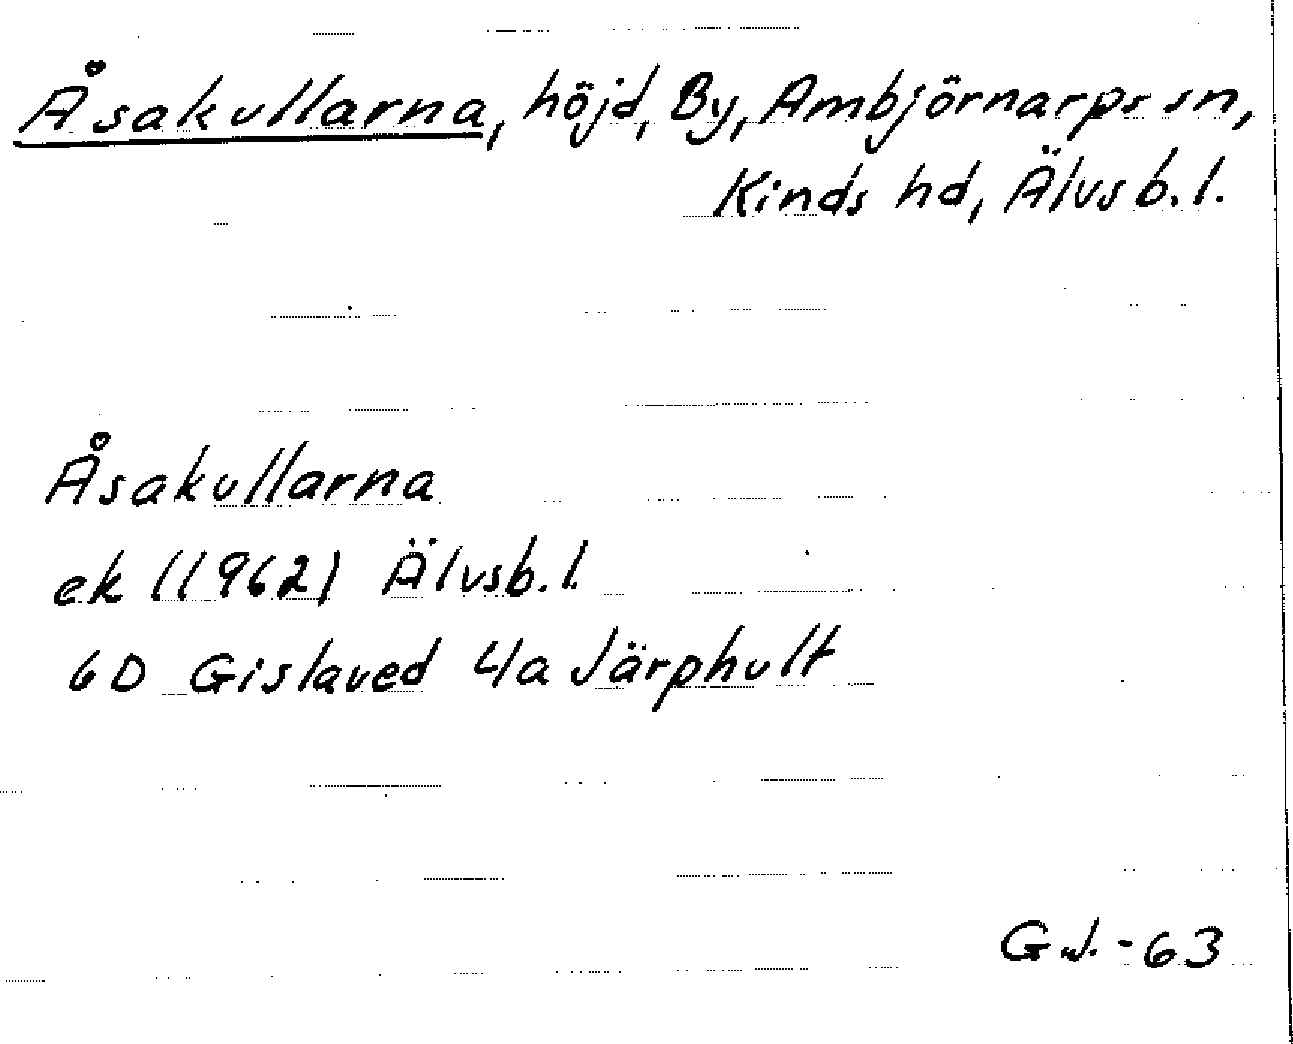 Åsakullarna, höjd, By, Ambjörnarps sn,
Kinds hd, Älvsb.l.
Åsakullarna
ek (1962) Älvsb.l.
6D Gislaved 4a Järphult
G.J. -63